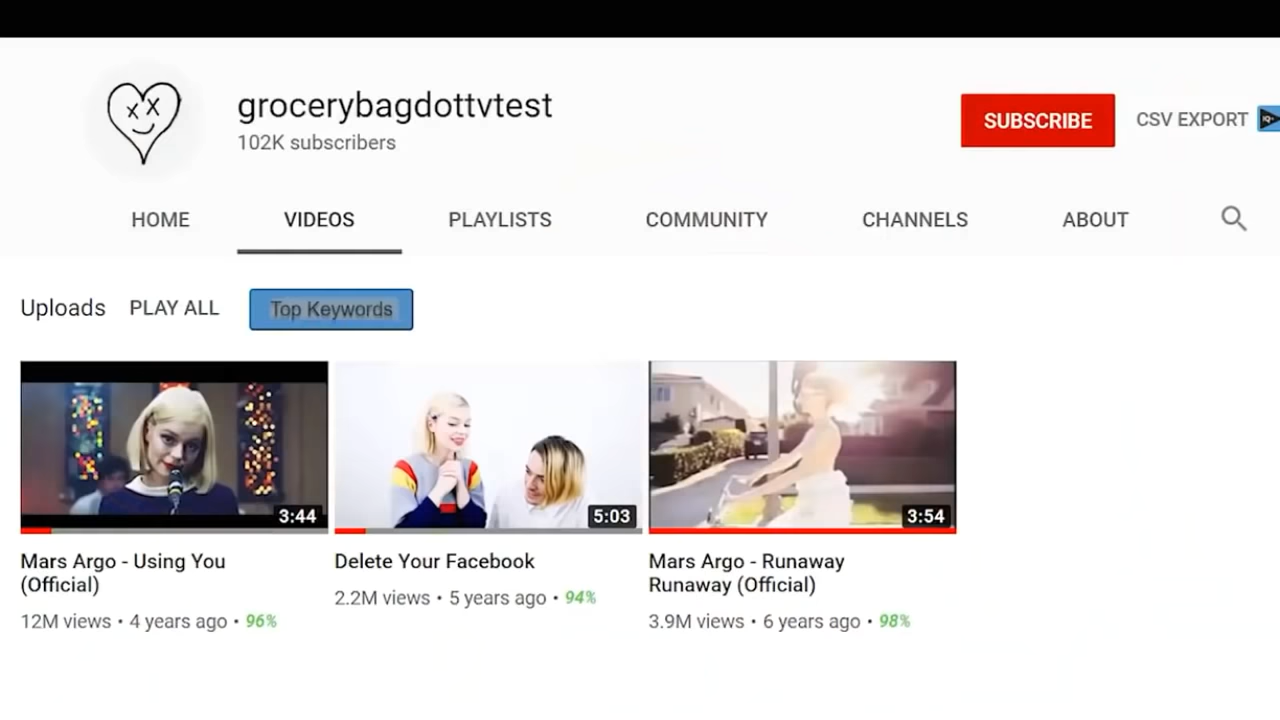 grocerybagdottvtest
102K subscribers
SUBSCRIBE
CSV EXPORT
HOME VIDEOS PLAYLISTS COMMUNITY CHANNELS ABOUT
Uploads PLAY ALL Top Keywords
3:44 5:03 3:54
Mars Argo - Using You
(Official)
12M views • 4 years ago • 96%
Delete Your Facebook
2.2M views • 5 years ago • 94%
Mars Argo - Runaway
Runaway (Official)
3.9M views • 6 years ago • 98%